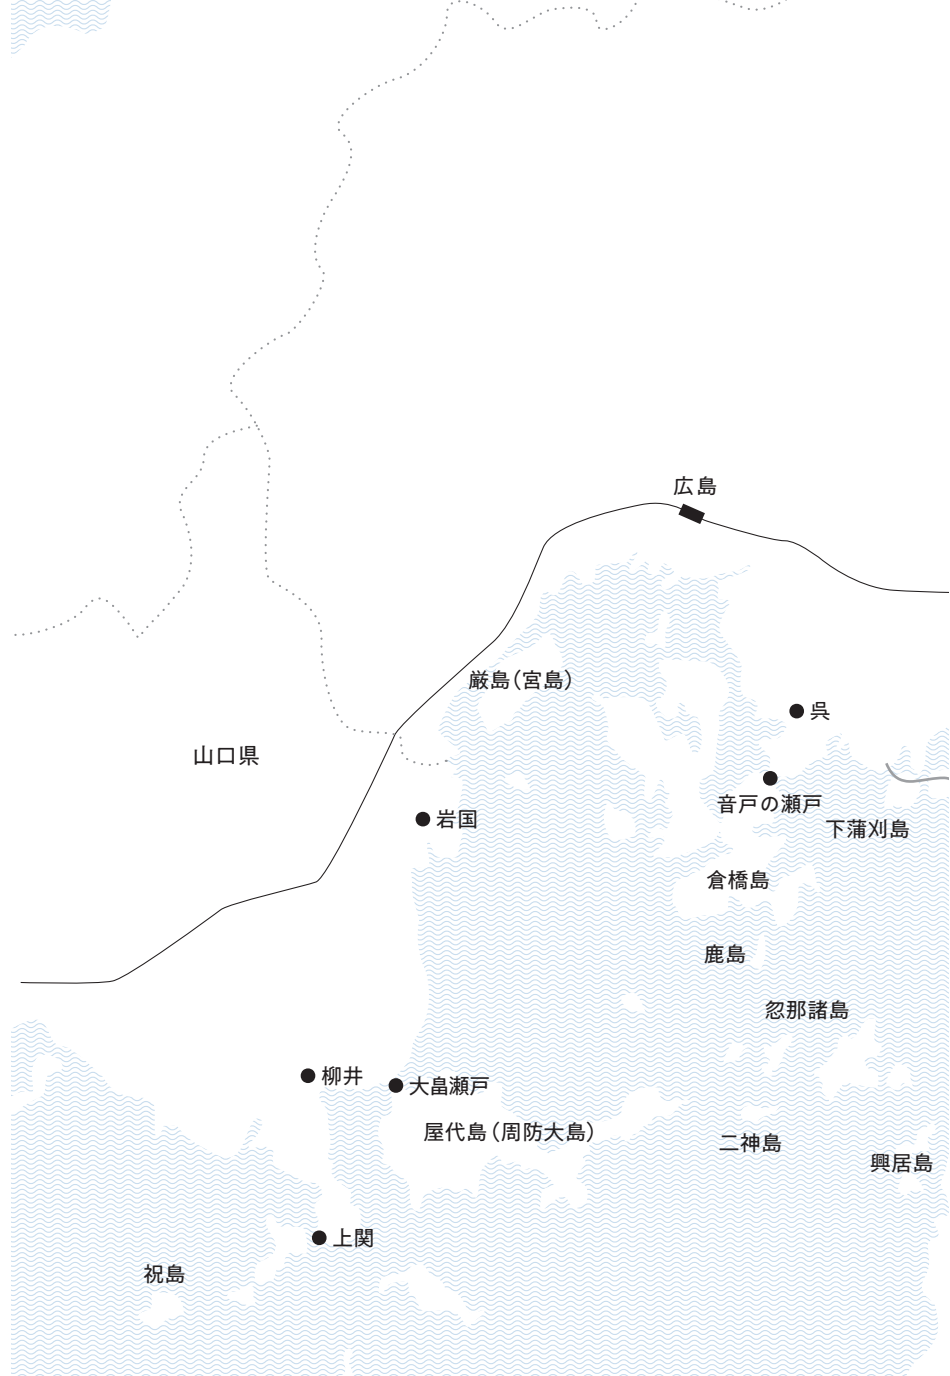 広島
厳島（宮島）
呉
山口県
音戸の瀬戸
岩国
下蒲刈島
倉橋島
鹿島
忽那諸島
柳井
大畠瀬戸
屋代島（周防大島）
二神島
興居島
上関
祝島